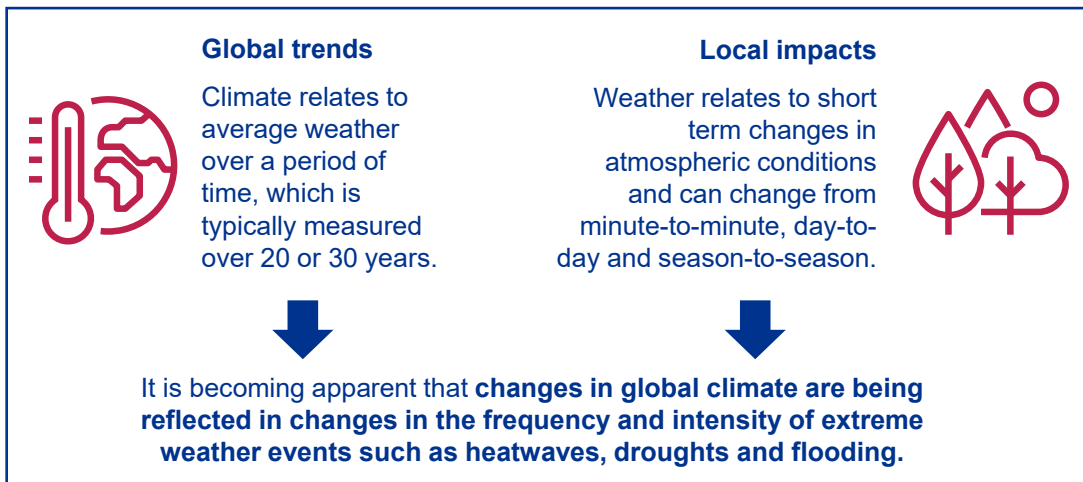 Global trends
Climate relates to
average weather
over a period of
time, which is
typically measured
over 20 or 30 years.
Local impacts
Weather relates to short
term changes in
atmospheric conditions
and can change from
minute-to-minute, day-to-
day and season-to-season.
It is becoming apparent that changes in global climate are being
reflected in changes in the frequency and intensity of extreme
weather events such as heatwaves, droughts and flooding.